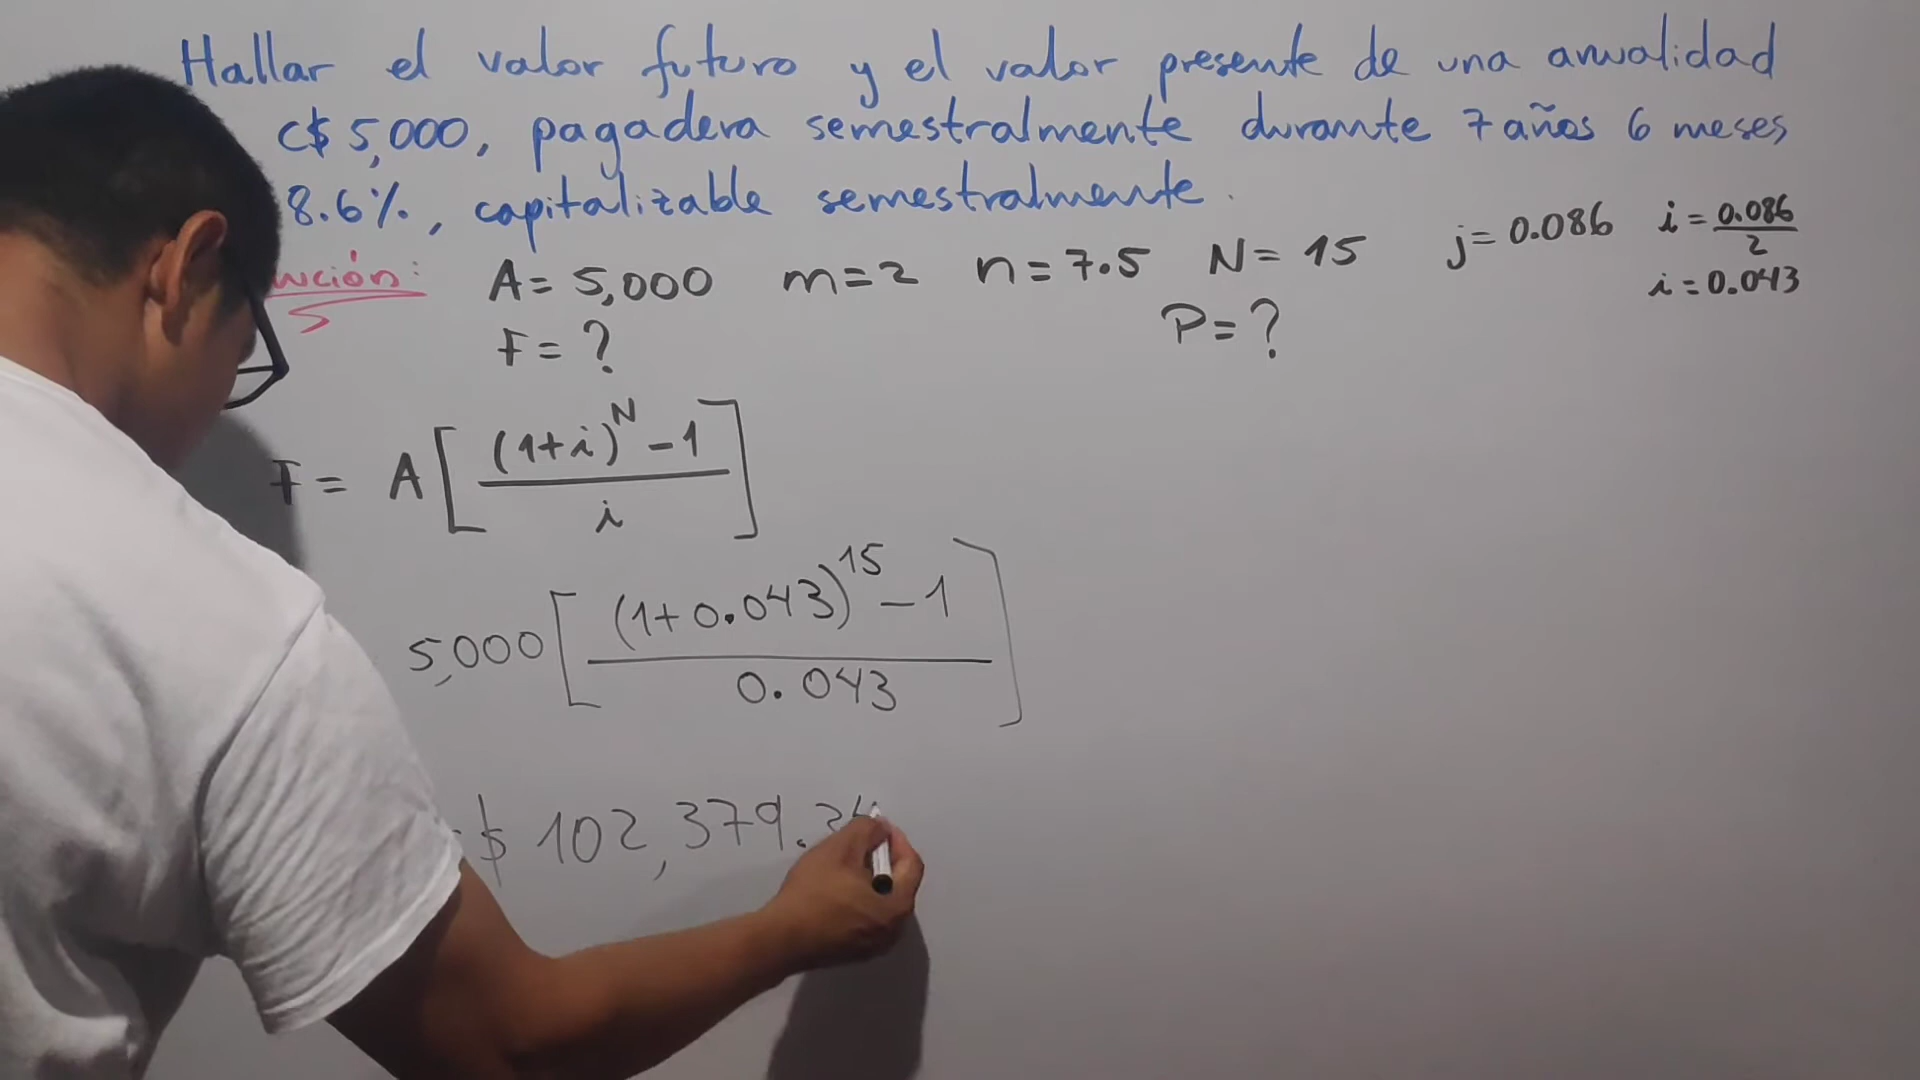 Hallar el valor futuro y el valor presente de una anualidad
C$ 5,000, pagadera semestralmente durante 7 años 6 meses
8.6%, capitalizable semestralmente.
ución: A= 5,000 m=2 n=7.5 N= 15 j=0.086 i=0.086/2
i=0.043
F=? P=?
F= A[((1+i)^N -1)/i]
5,000[((1+0.043)^15 -1)/0.043]
$ 102,379.